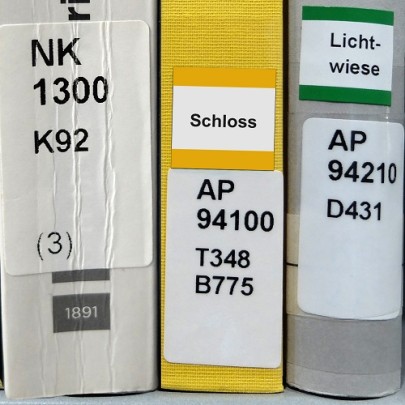 NK
1300
K92
(3)
1891
Schloss
AP
94100
T348
B775
Licht-
wiese
AP
94210
D431